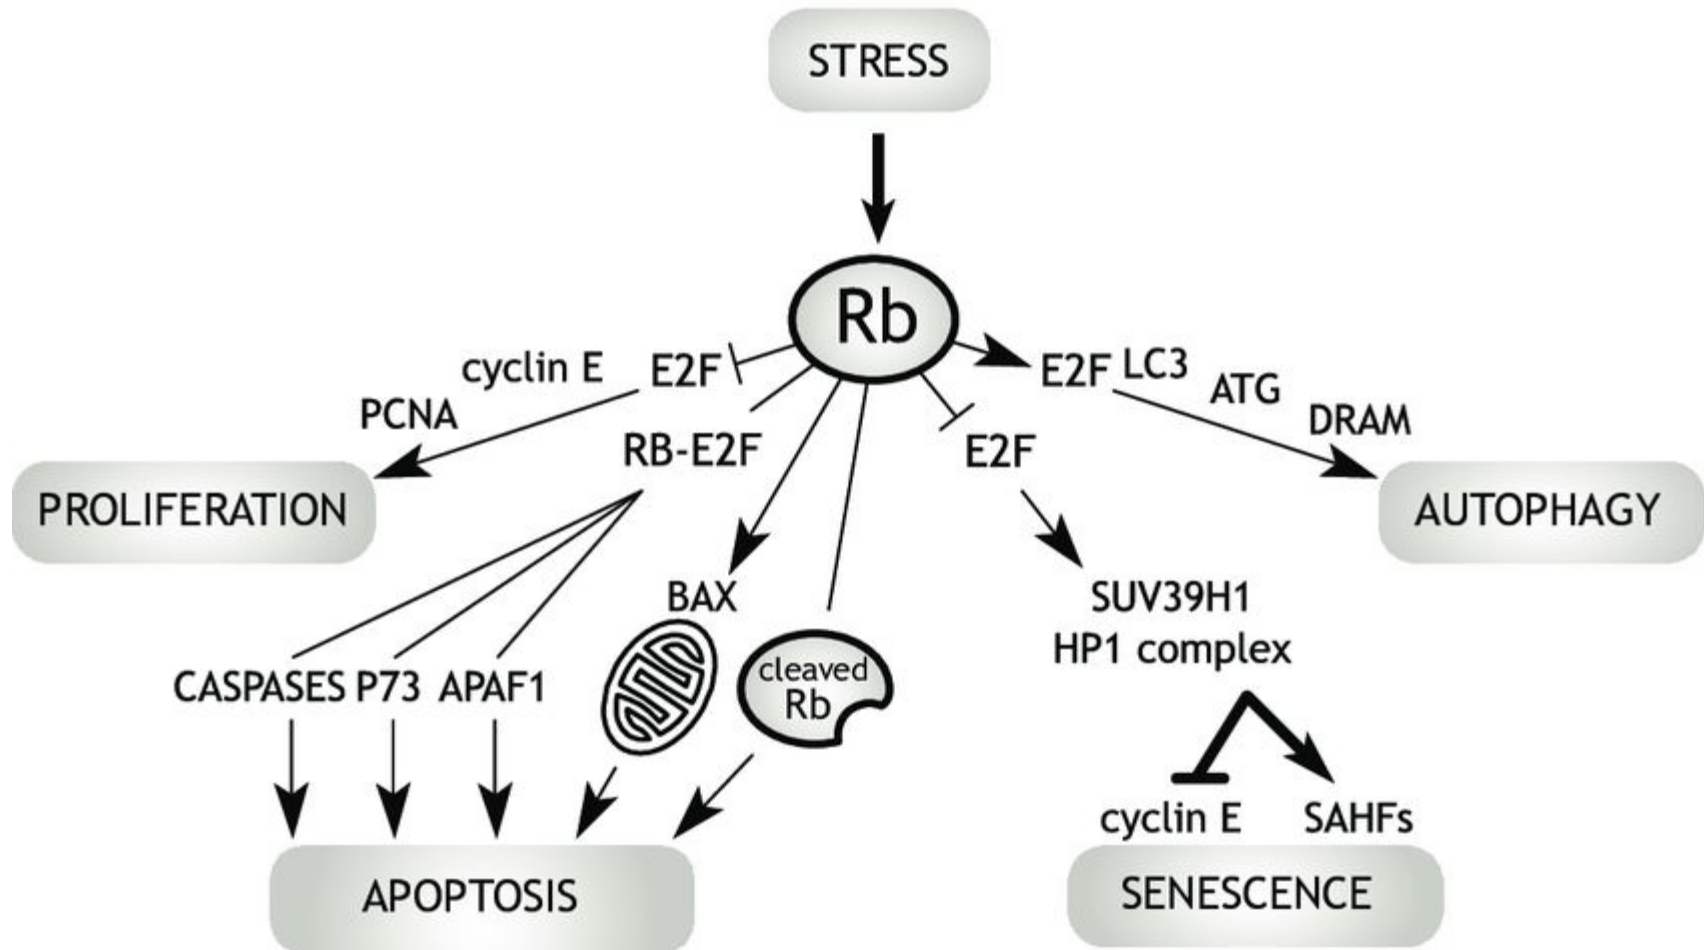 STRESS
Rb
cyclin E
E2F
PCNA
PROLIFERATION
RB-E2F
E2F
E2F
LC3
ATG
DRAM
AUTOPHAGY
BAX
cleaved
Rb
CASPASES P73 APAF1
APOPTOSIS
SUV39H1
HP1 complex
cyclin E
SAHFs
SENESCENCE